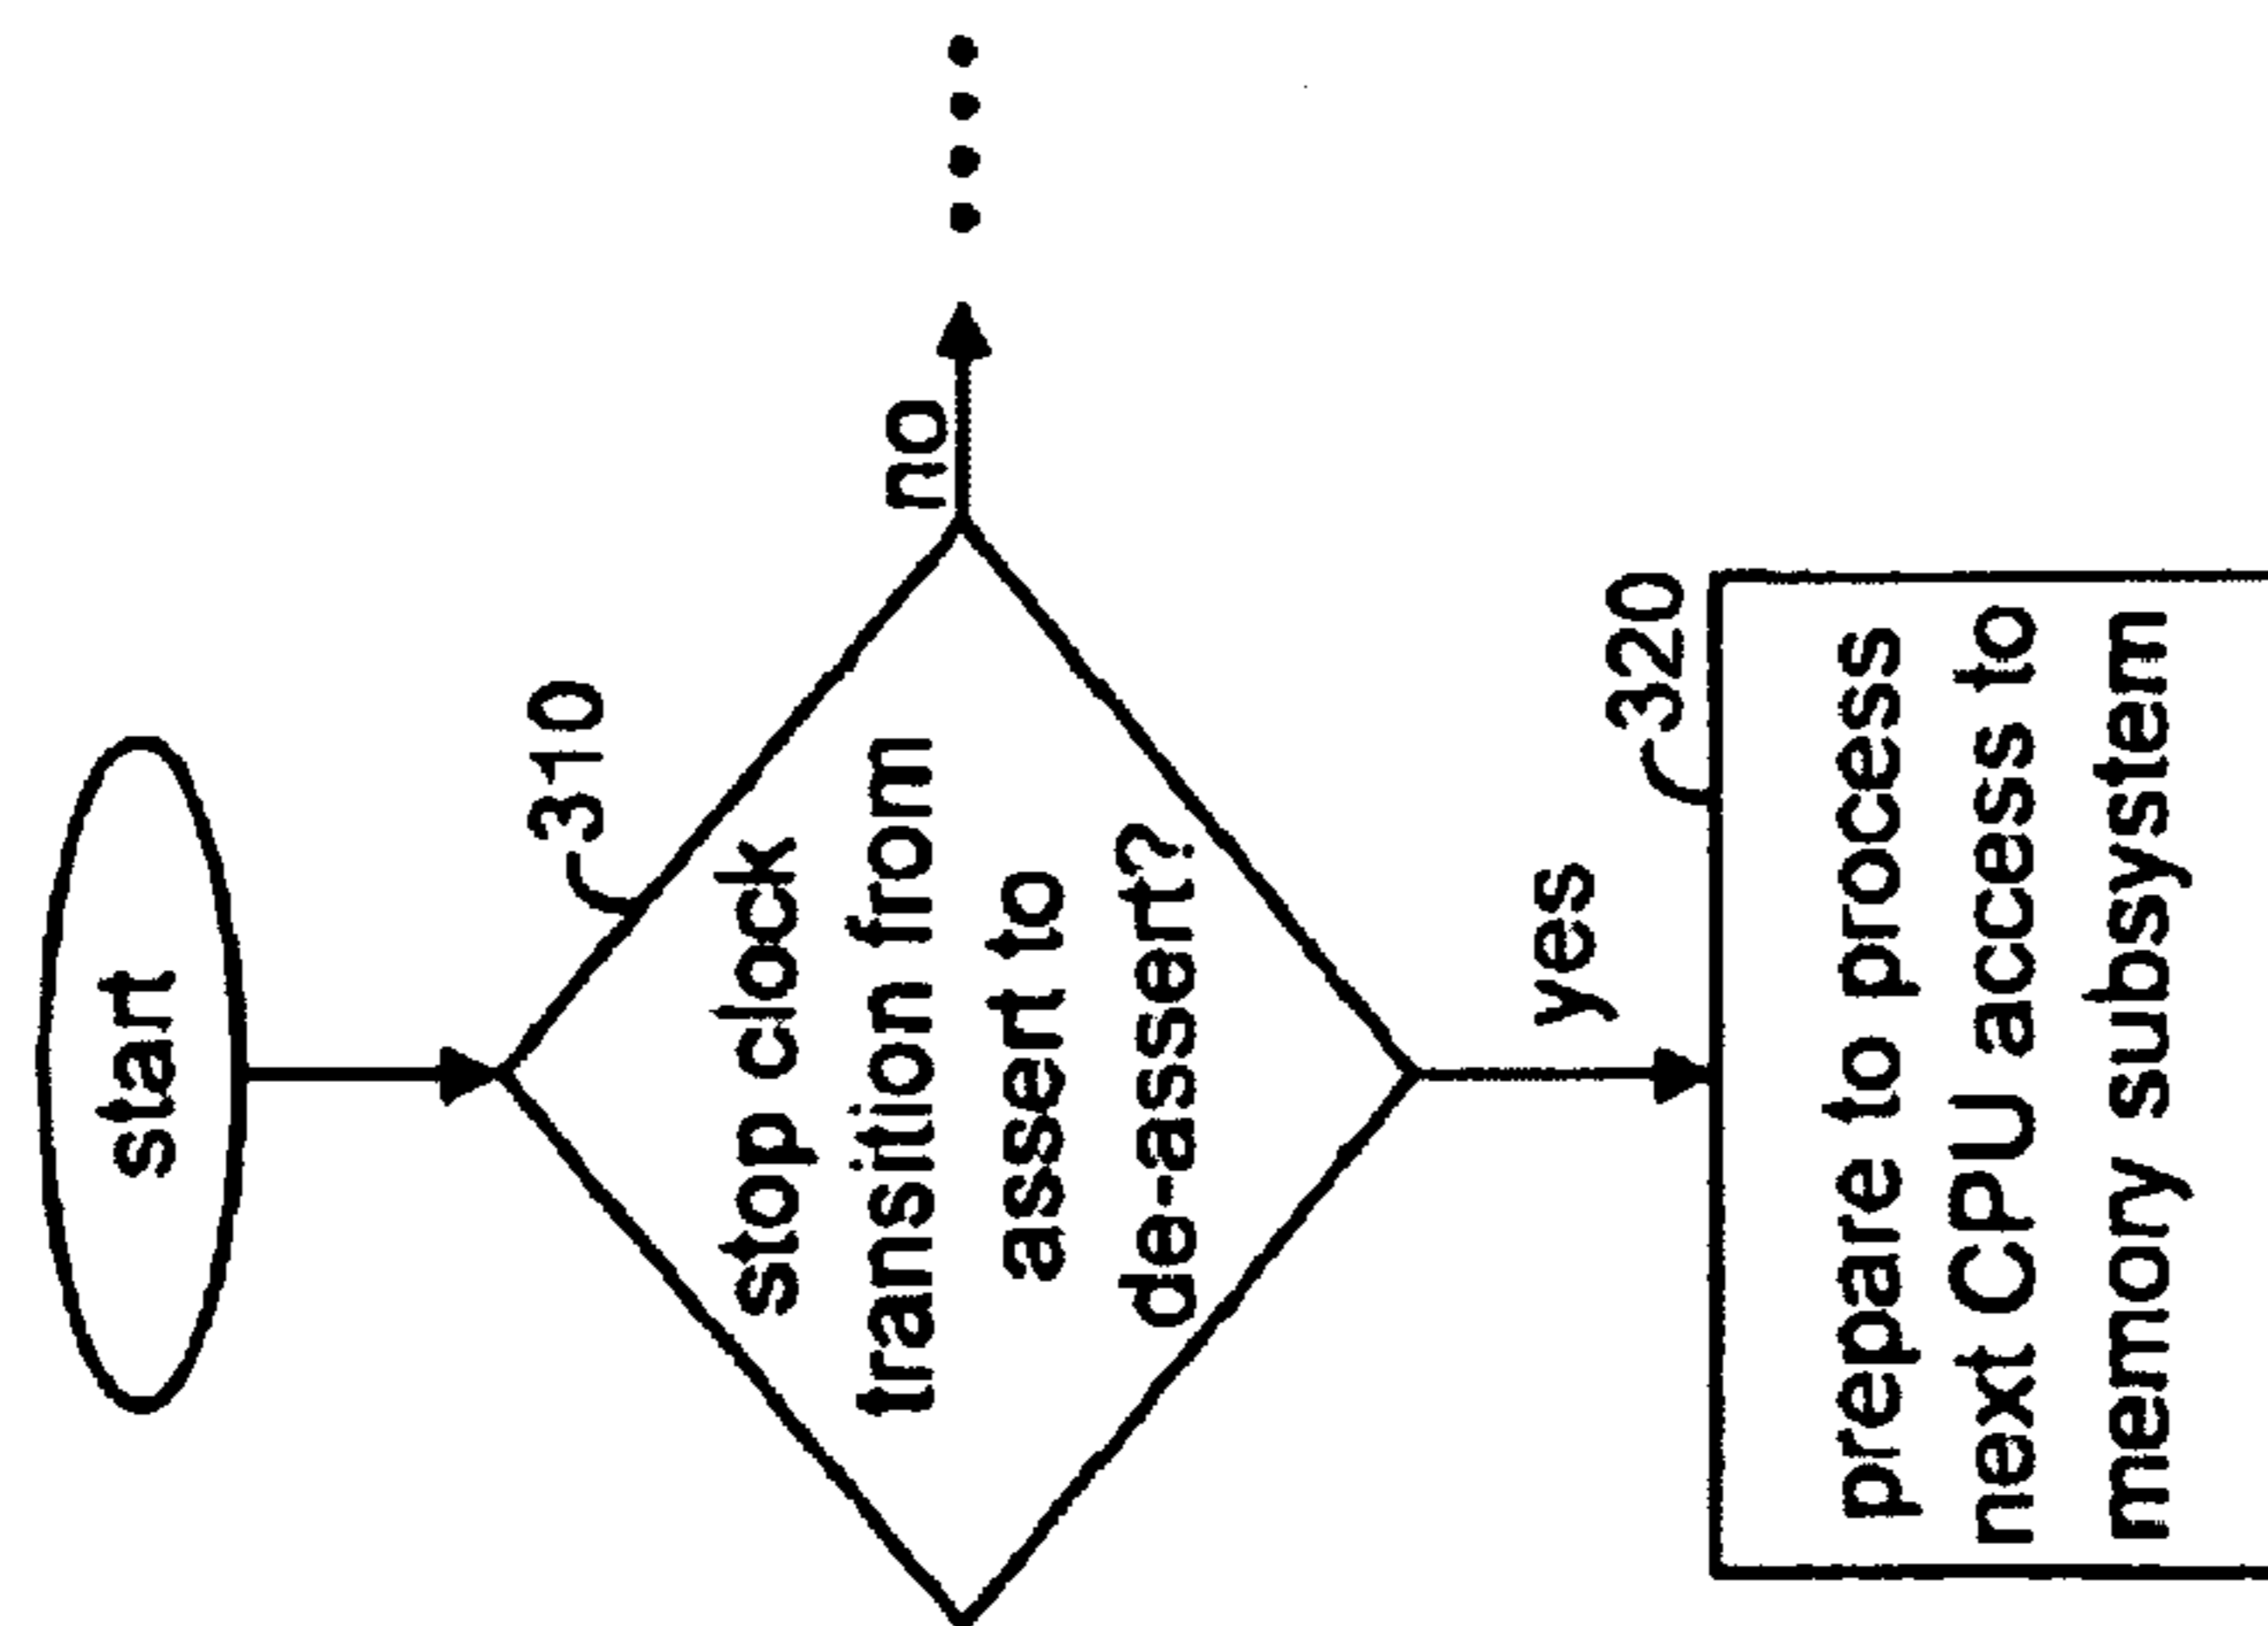 start
310
stop clock
transition from
assert to
de-assert?
no
yes
320
prepare to process
next CPU access to
memory subsystem